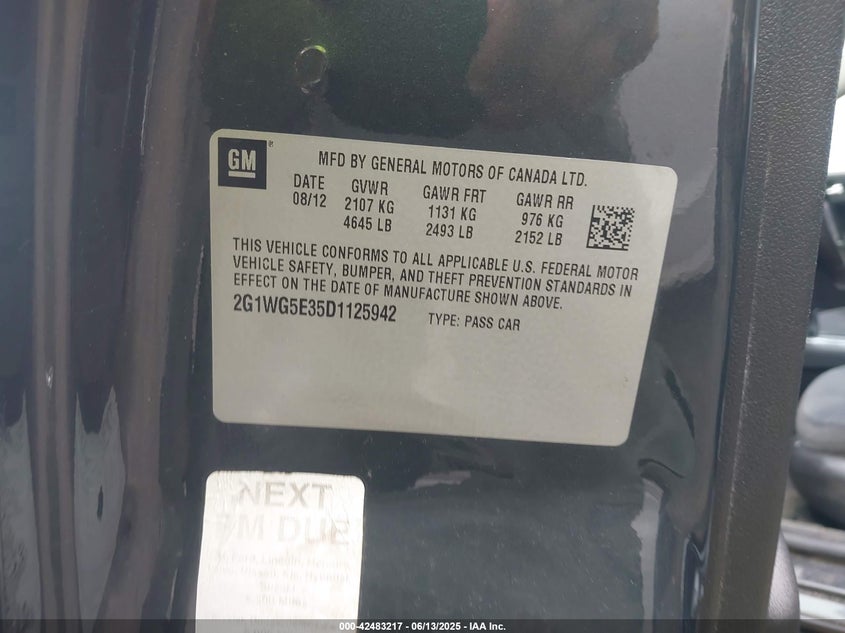 GM
MFD BY GENERAL MOTORS OF CANADA LTD.
DATE GVWR GAWR FRT GAWR RR
08/12 2107 KG 1131 KG 976 KG
4645 LB 2493 LB 2152 LB
THIS VEHICLE CONFORMS TO ALL APPLICABLE U.S. FEDERAL MOTOR
VEHICLE SAFETY, BUMPER, AND THEFT PREVENTION STANDARDS IN
EFFECT ON THE DATE OF MANUFACTURE SHOWN ABOVE.
2G1WG5E35D1125942 TYPE: PASS CAR
NEXT
DUE
Ford, Lincoln,
Hyundai
000-42483217 - 06/13/2025 - IAA Inc.